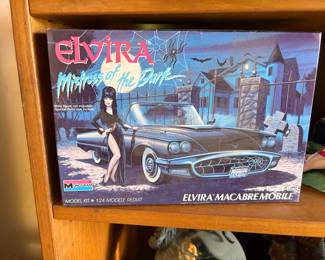 elvira
Mistress of the Dark
Monogram
MODEL KIT ★ 1/24 MODELE REDUIT
ELVIRA® MACABRE MOBILE